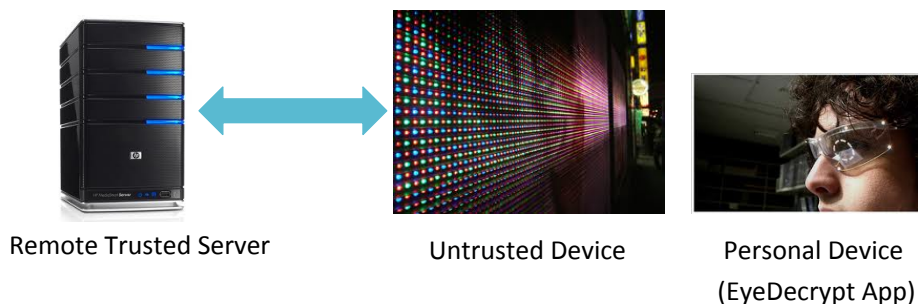 Remote Trusted Server
Untrusted Device
Personal Device
(EyeDecrypt App)